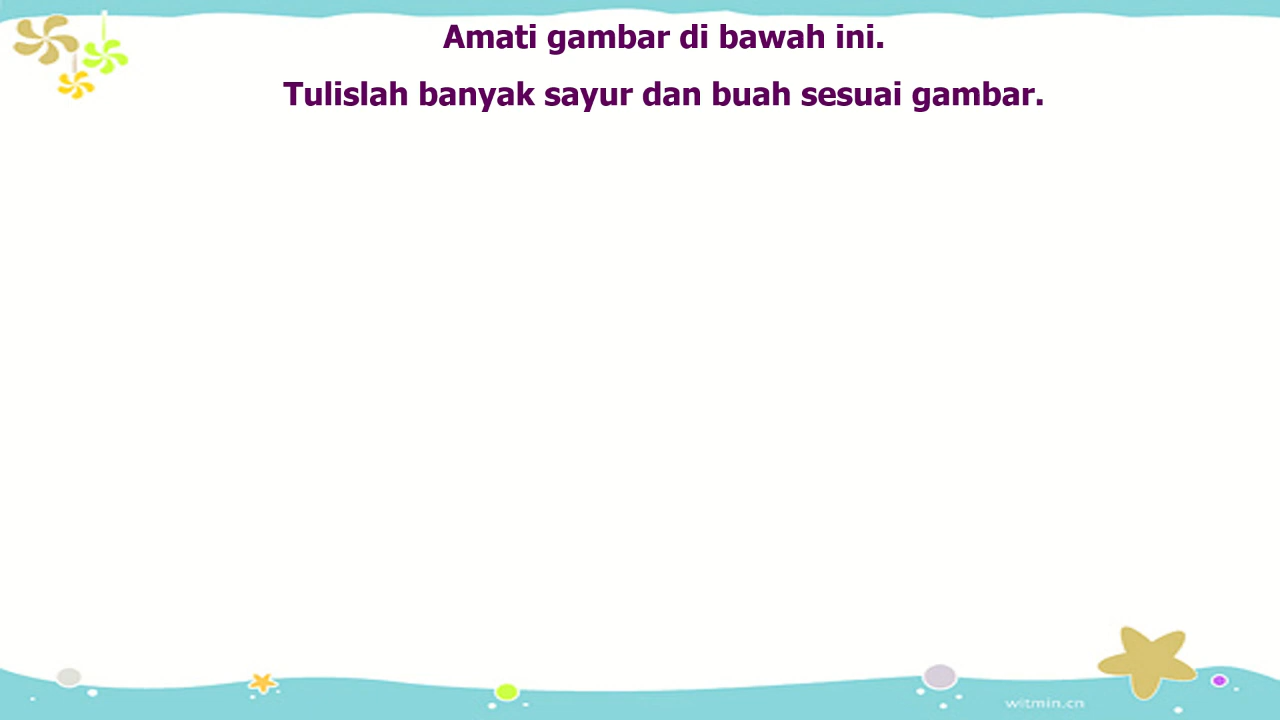 Amati gambar di bawah ini.
Tulislah banyak sayur dan buah sesuai gambar.
witmin.cn